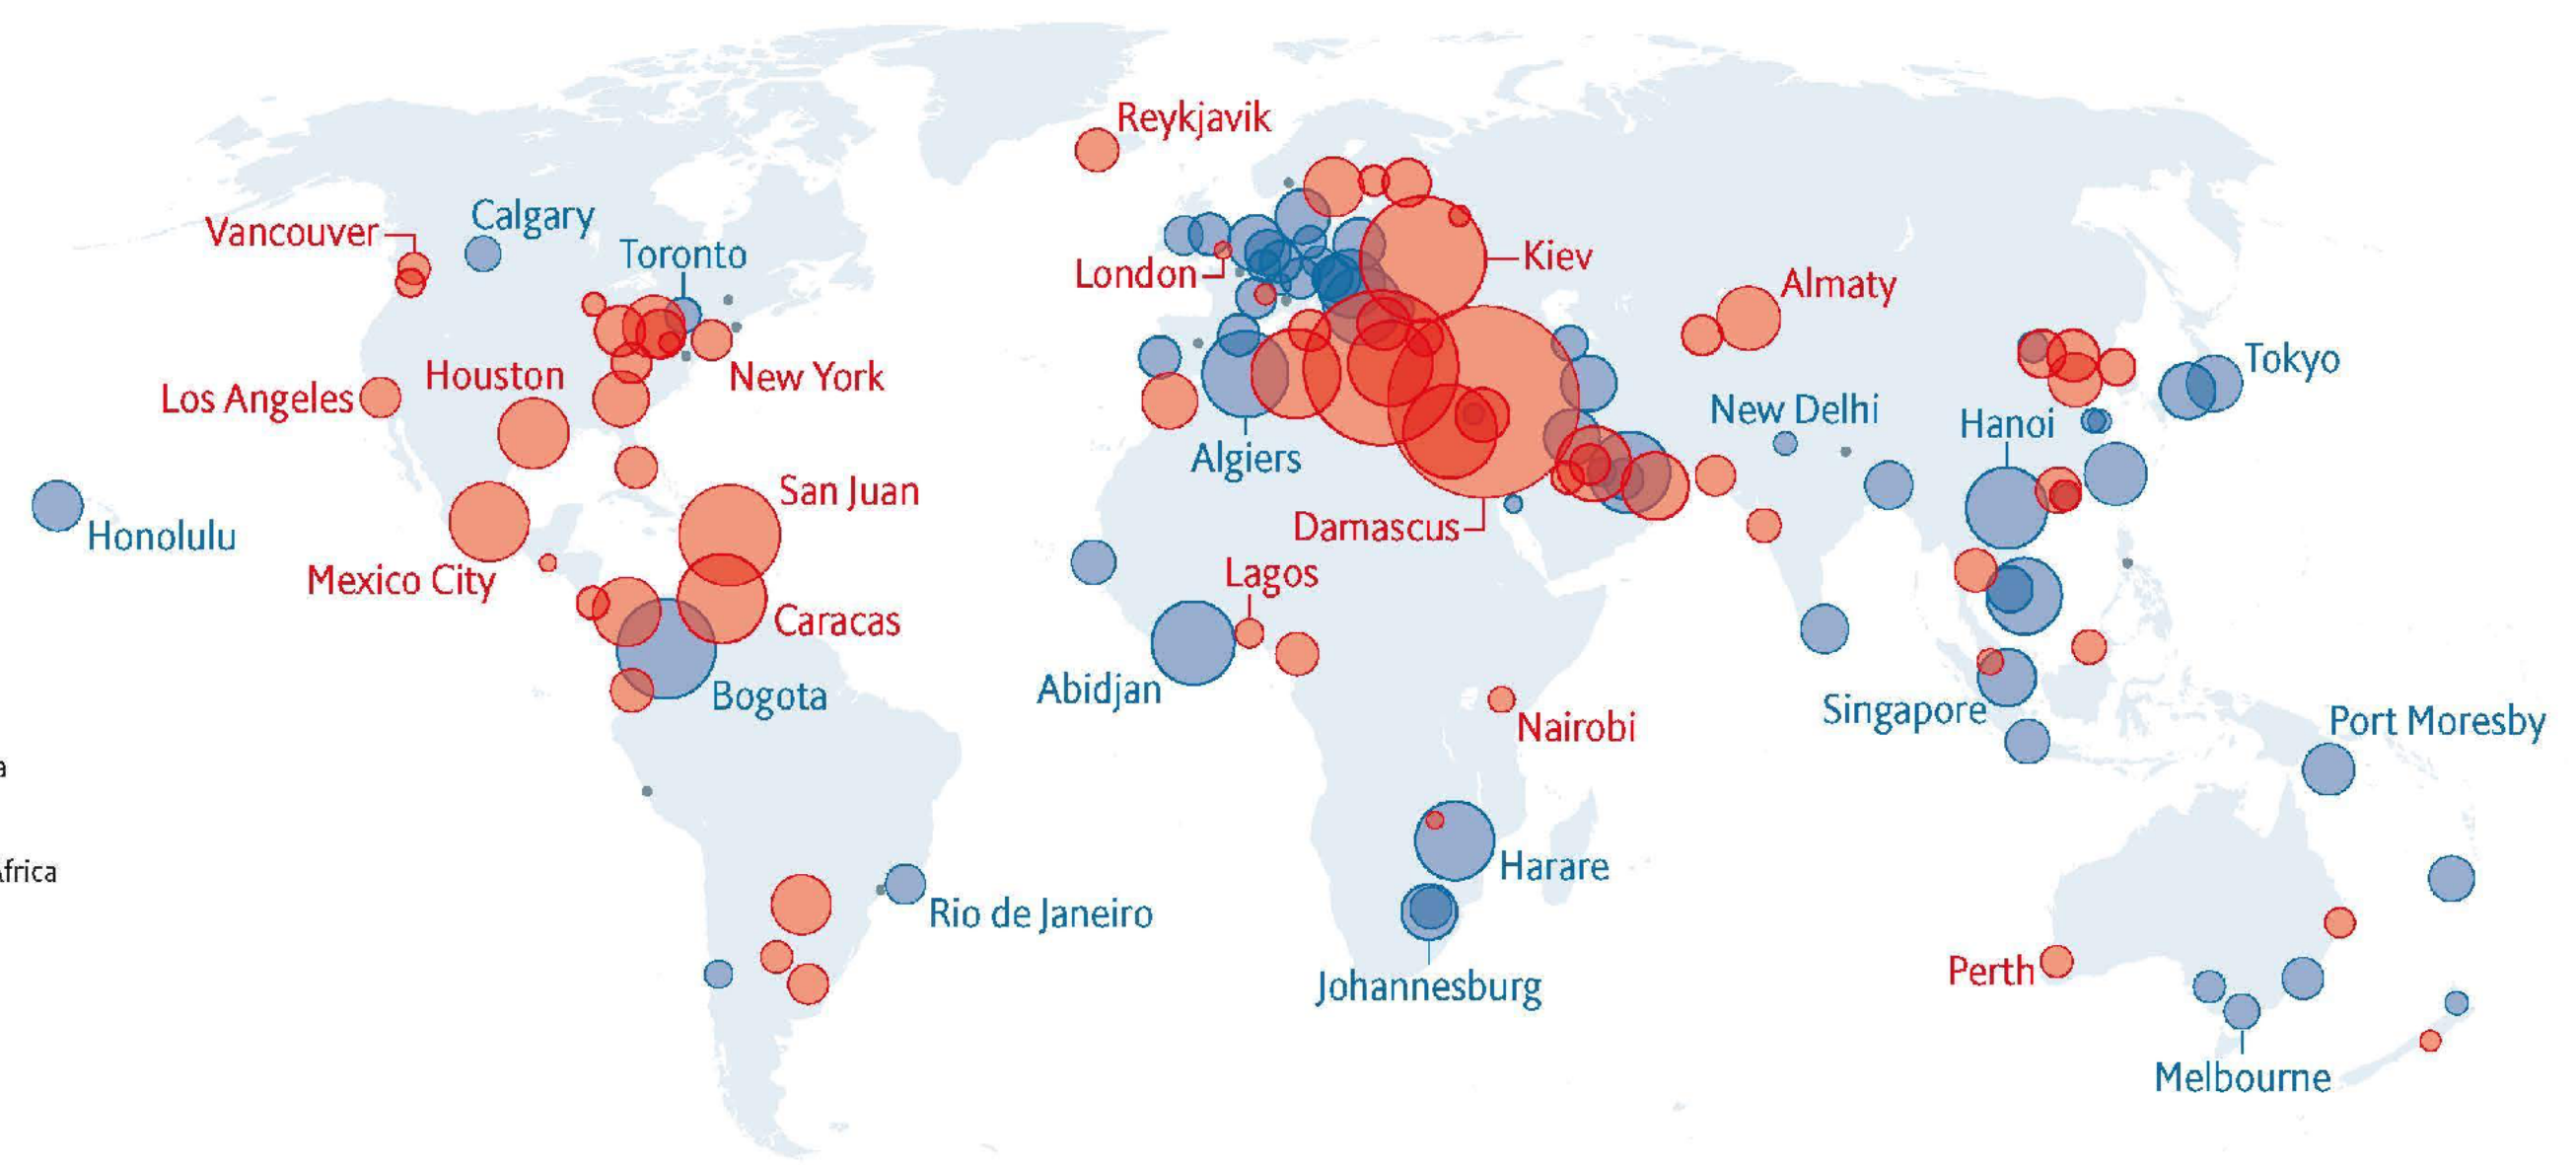 Reykjavik
Calgary
Vancouver
Toronto
London
Kiev
Almaty
Los Angeles
Houston
New York
Tokyo
New Delhi
Hanoi
Algiers
San Juan
Honolulu
Damascus
Mexico City
Lagos
Caracas
Abidjan
Bogota
Nairobi
Singapore
Port Moresby
a
frica
Harare
Rio de Janeiro
Perth
Johannesburg
Melbourne